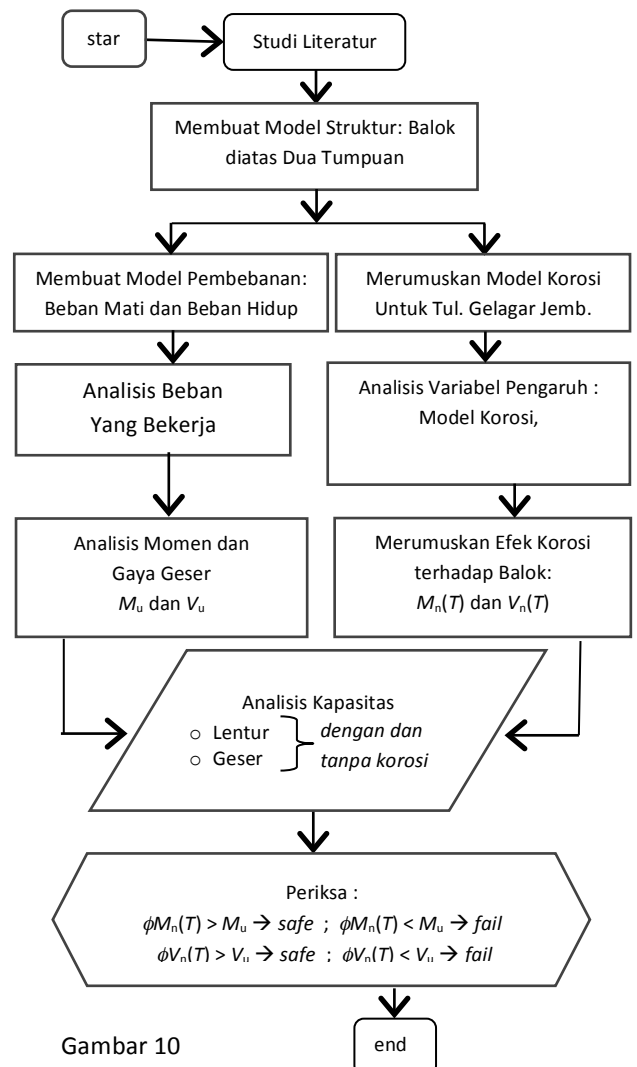 star
Studi Literatur
Membuat Model Struktur: Balok
diatas Dua Tumpuan
Membuat Model Pembebanan:
Beban Mati dan Beban Hidup
Merumuskan Model Korosi
Untuk Tul. Gelagar Jemb.
Analisis Beban
Yang Bekerja
Analisis Variabel Pengaruh :
Model Korosi,
Analisis Momen dan
Gaya Geser
Mu dan Vu
Merumuskan Efek Korosi
terhadap Balok:
Mn(T) dan Vn(T)
Analisis Kapasitas
○ Lentur
○ Geser
dengan dan
tanpa korosi
Periksa :
ϕMn(T) > Mu → safe ; ϕMn(T) < Mu → fail
ϕVn(T) > Vu → safe ; ϕVn(T) < Vu → fail
Gambar 10
end